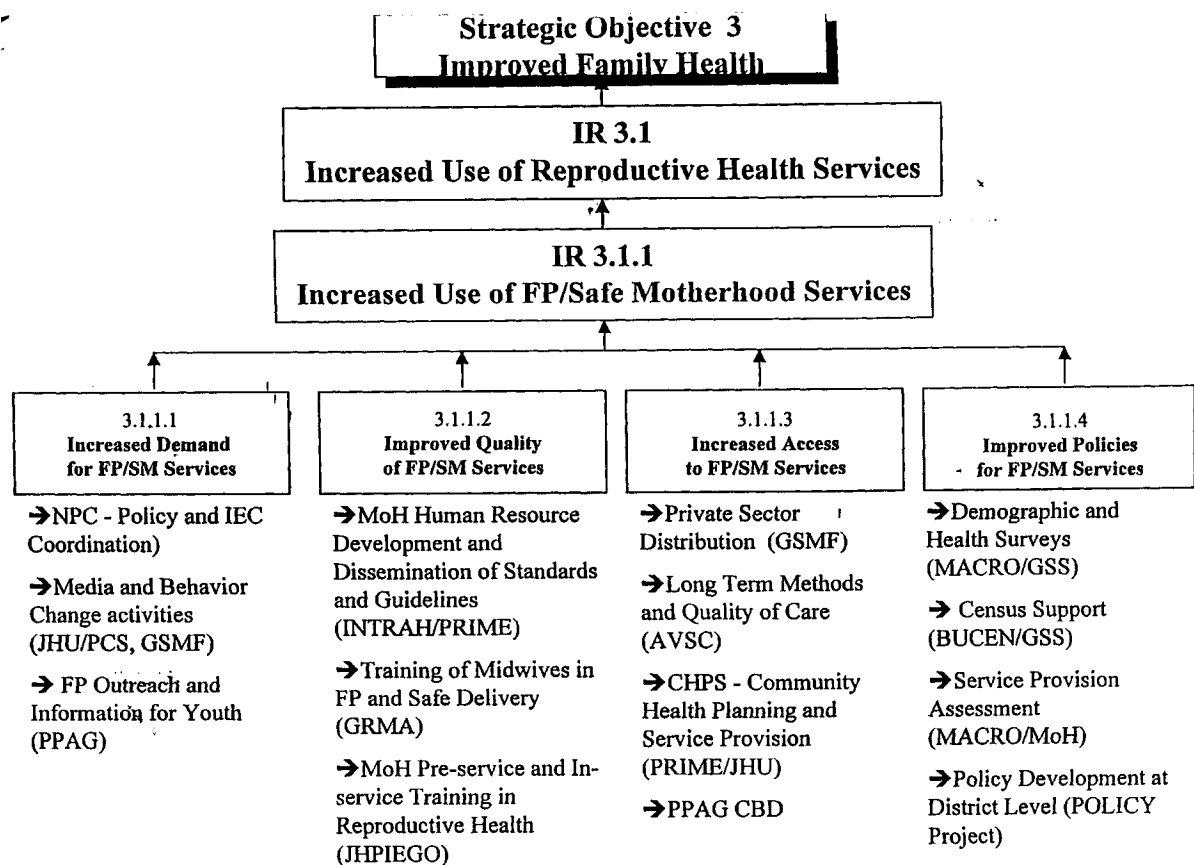 Strategic Objective 3
Improved Family Health
IR 3.1
Increased Use of Reproductive Health Services
IR 3.1.1
Increased Use of FP/Safe Motherhood Services
3.1.1.1
Increased Demand
for FP/SM Services
➔NPC - Policy and IEC
Coordination)
➔Media and Behavior
Change activities
(JHU/PCS, GSMF)
➔ FP Outreach and
Information for Youth
(PPAG)
3.1.1.2
Improved Quality
of FP/SM Services
➔MoH Human Resource
Development and
Dissemination of Standards
and Guidelines
(INTRAH/PRIME)
➔Training of Midwives in
FP and Safe Delivery
(GRMA)
➔MoH Pre-service and In-
service Training in
Reproductive Health
(JHPIEGO)
3.1.1.3
Increased Access
to FP/SM Services
➔Private Sector
Distribution (GSMF)
➔Long Term Methods
and Quality of Care
(AVSC)
➔CHPS - Community
Health Planning and
Service Provision
(PRIME/JHU)
➔PPAG CBD
3.1.1.4
Improved Policies
for FP/SM Services
➔Demographic and
Health Surveys
(MACRO/GSS)
➔ Census Support
(BUCEN/GSS)
➔Service Provision
Assessment
(MACRO/MoH)
➔Policy Development at
District Level (POLICY
Project)